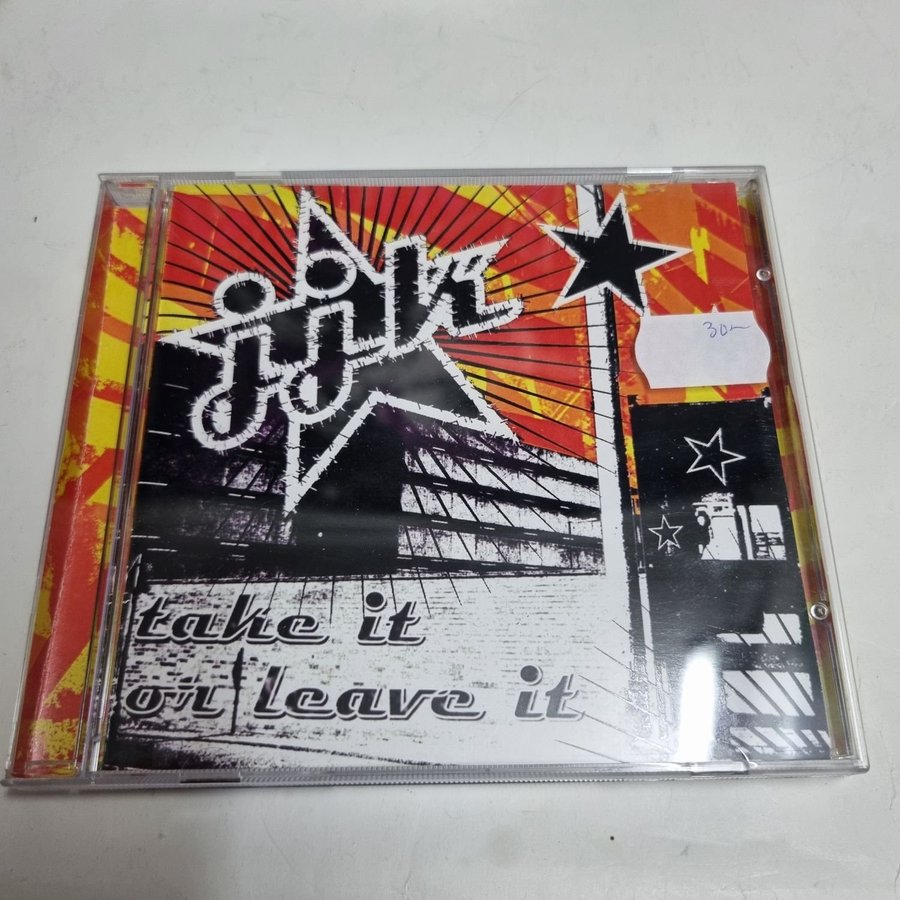 jjk
take it
or leave it
30-